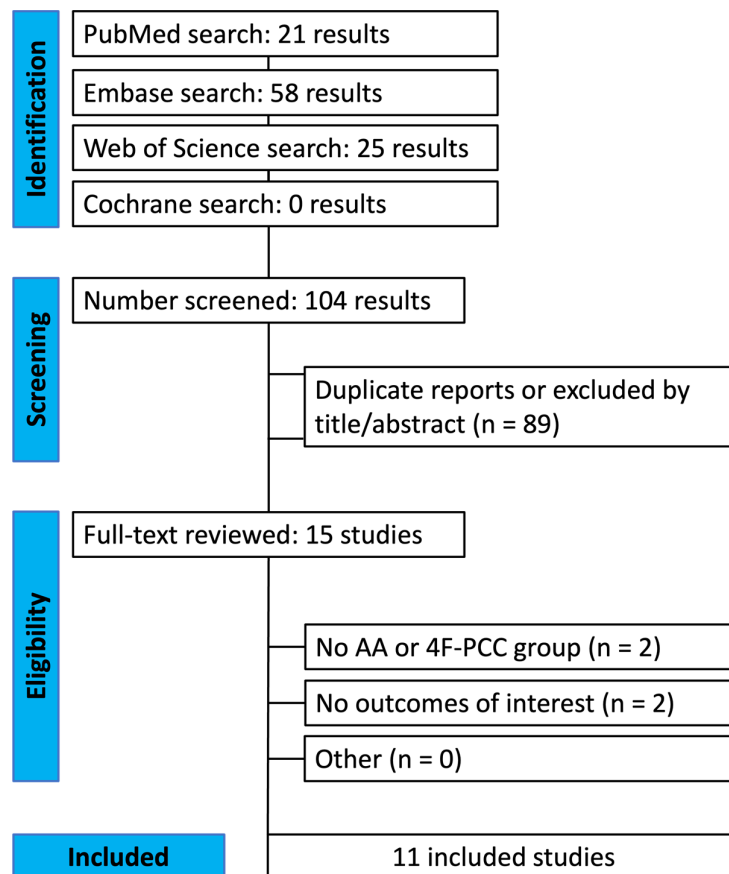 Identification
PubMed search: 21 results
Embase search: 58 results
Web of Science search: 25 results
Cochrane search: 0 results
Screening
Number screened: 104 results
Duplicate reports or excluded by
title/abstract (n = 89)
Eligibility
Full-text reviewed: 15 studies
No AA or 4F-PCC group (n = 2)
No outcomes of interest (n = 2)
Other (n = 0)
Included
11 included studies